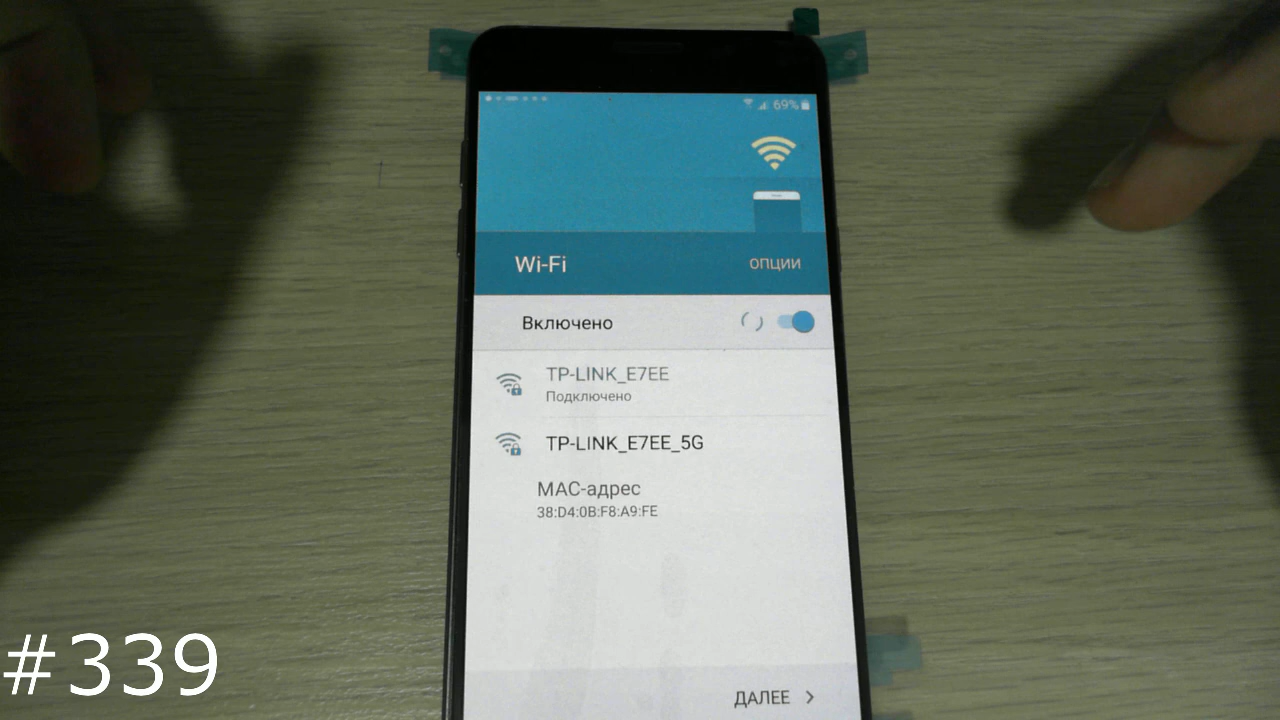 69%
Wi-Fi
ОПЦИИ
Включено
TP-LINK_E7EE
Подключено
TP-LINK_E7EE_5G
MAC-адрес
38:D4:0B:F8:A9:FE
ДАЛЕЕ
#339